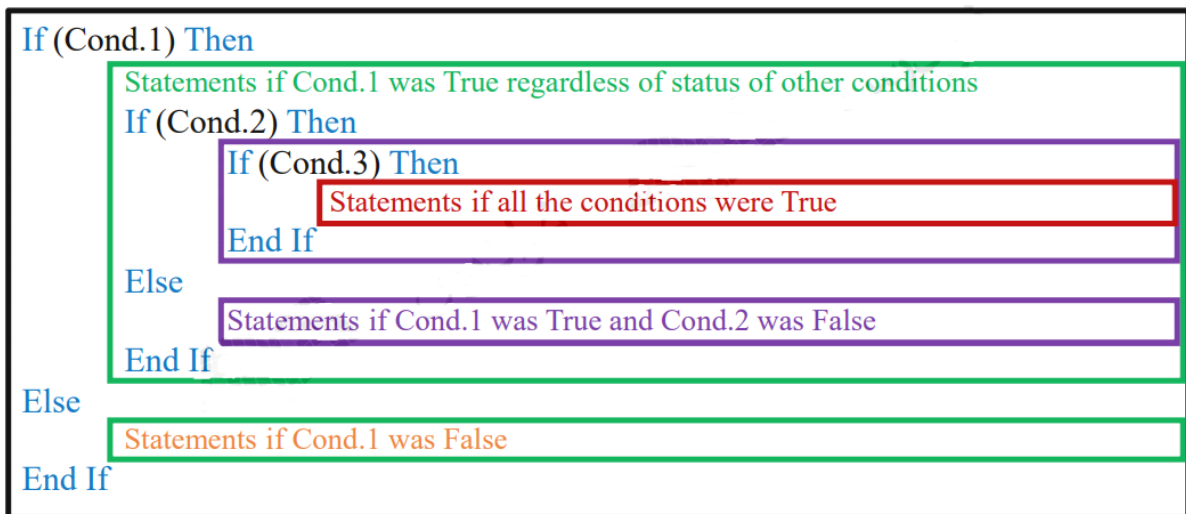 If (Cond.1) Then
Statements if Cond.1 was True regardless of status of other conditions
If (Cond.2) Then
If (Cond.3) Then
Statements if all the conditions were True
End If
Else
Statements if Cond.1 was True and Cond.2 was False
End If
Else
Statements if Cond.1 was False
End If